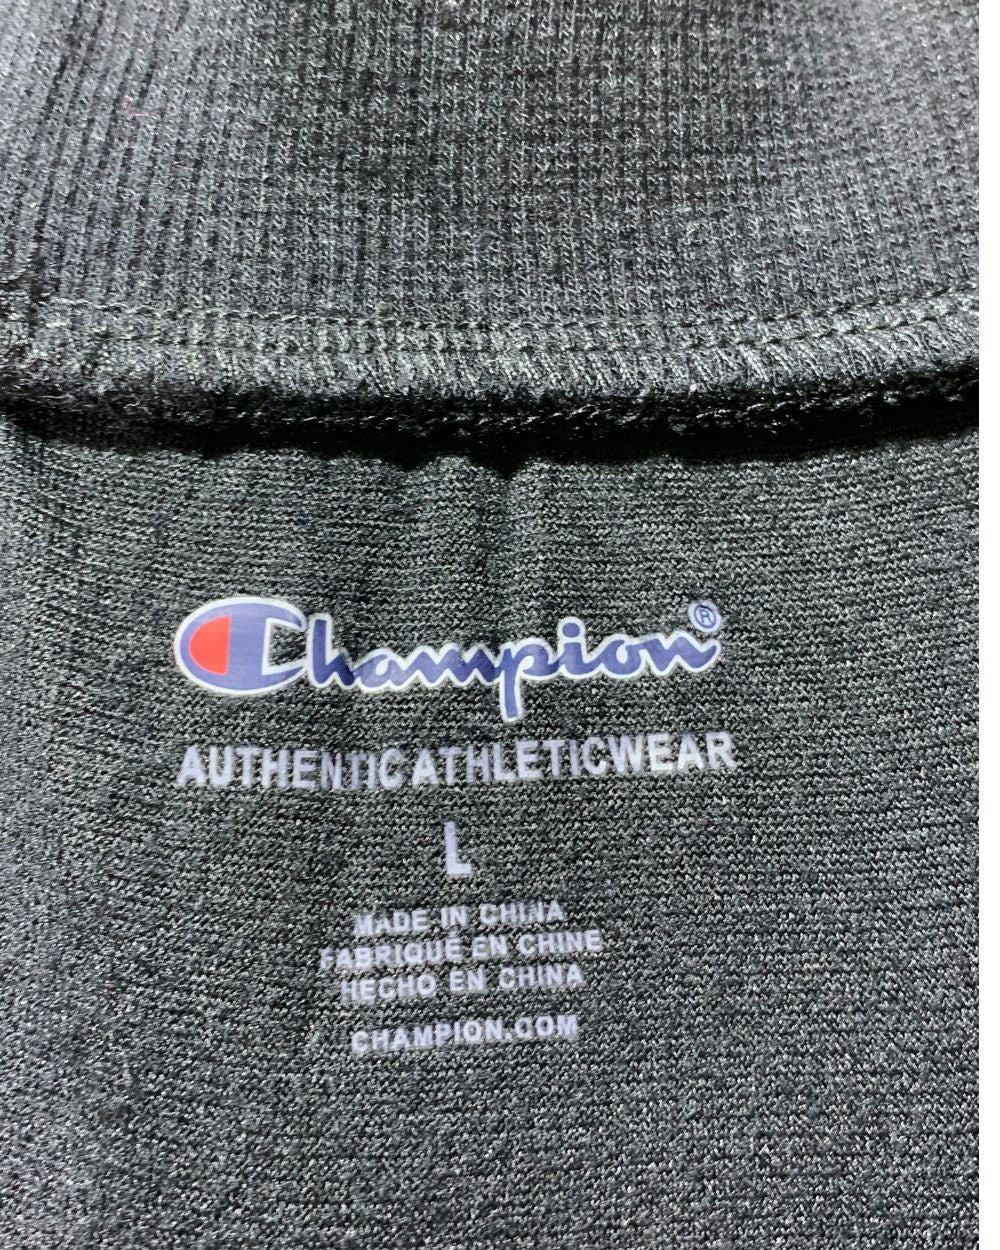 Champion®
AUTHENTIC ATHLETICWEAR
L
MADE IN CHINA
FABRIQUÉ EN CHINE
HECHO EN CHINA
CHAMPION.COM